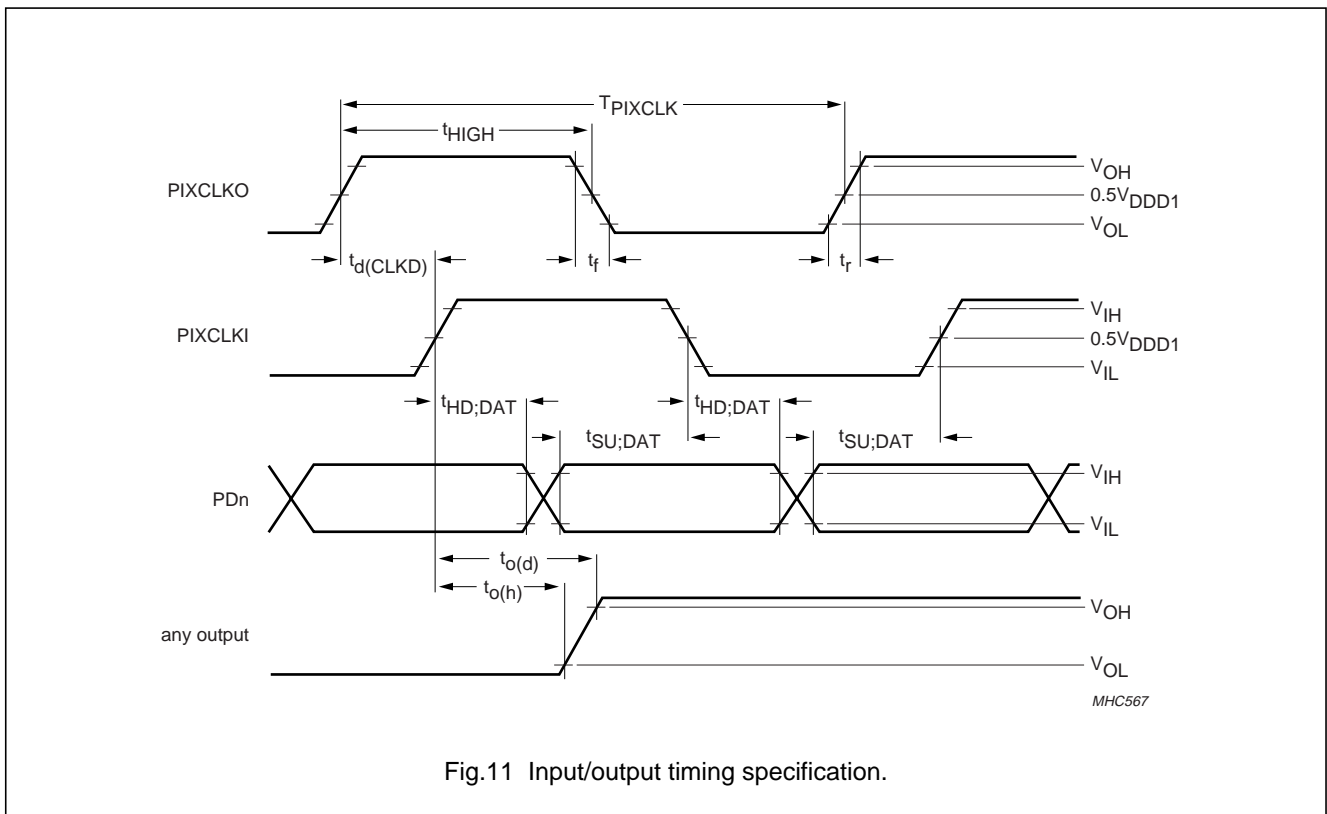 TPIXCLK
tHIGH
PIXCLKO
VOH
0.5VDDD1
VOL
td(CLKD)
tf
tr
PIXCLKI
VIH
0.5VDDD1
VIL
tHD;DAT
tHD;DAT
tSU;DAT
tSU;DAT
PDn
VIH
VIL
to(d)
to(h)
any output
VOH
VOL
MHC567
Fig.11 Input/output timing specification.